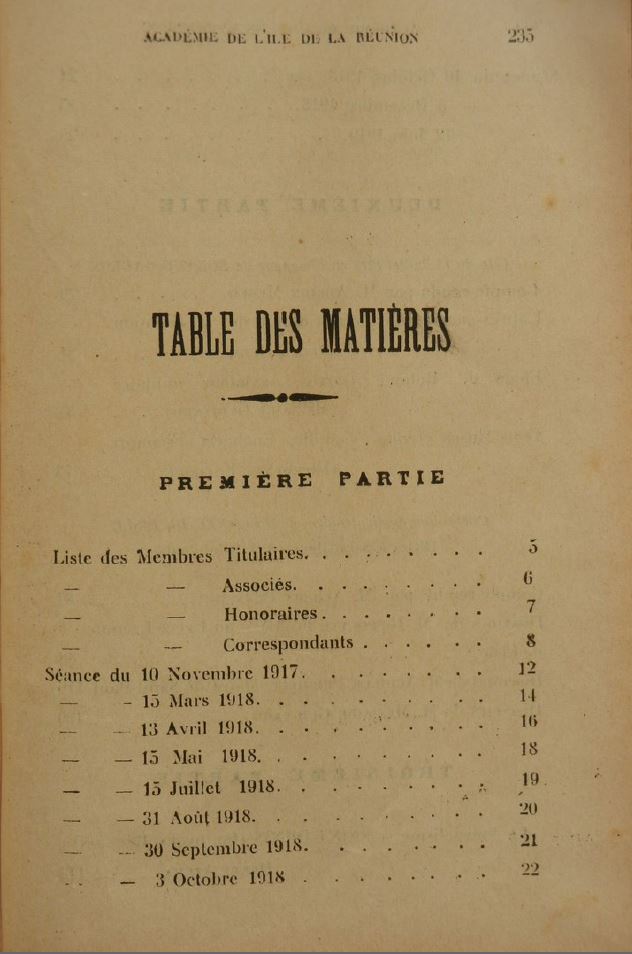 ACADÉMIE DE L'ILE DE LA RÉUNION 235
TABLE DES MATIÈRES
PREMIÈRE PARTIE
Liste des Membres Titulaires. . . . . . . . . 5
— — Associés. . . . . . . . . 6
— — Honoraires. . . . . . . . 7
— — Correspondants . . . . . . 8
Séance du 10 Novembre 1917. . . . . . . . 12
— — 15 Mars 1918. . . . . . . . . . 14
— — 13 Avril 1918. . . . . . . . . . 16
— — 15 Mai 1918. . . . . . . . . . 18
— — 15 Juillet 1918. . . . . . . . . 19
— — 31 Août 1918. . . . . . . . . . 20
— — 30 Septembre 1918. . . . . . . 21
— — 3 Octobre 1918 . . . . . . . . 22